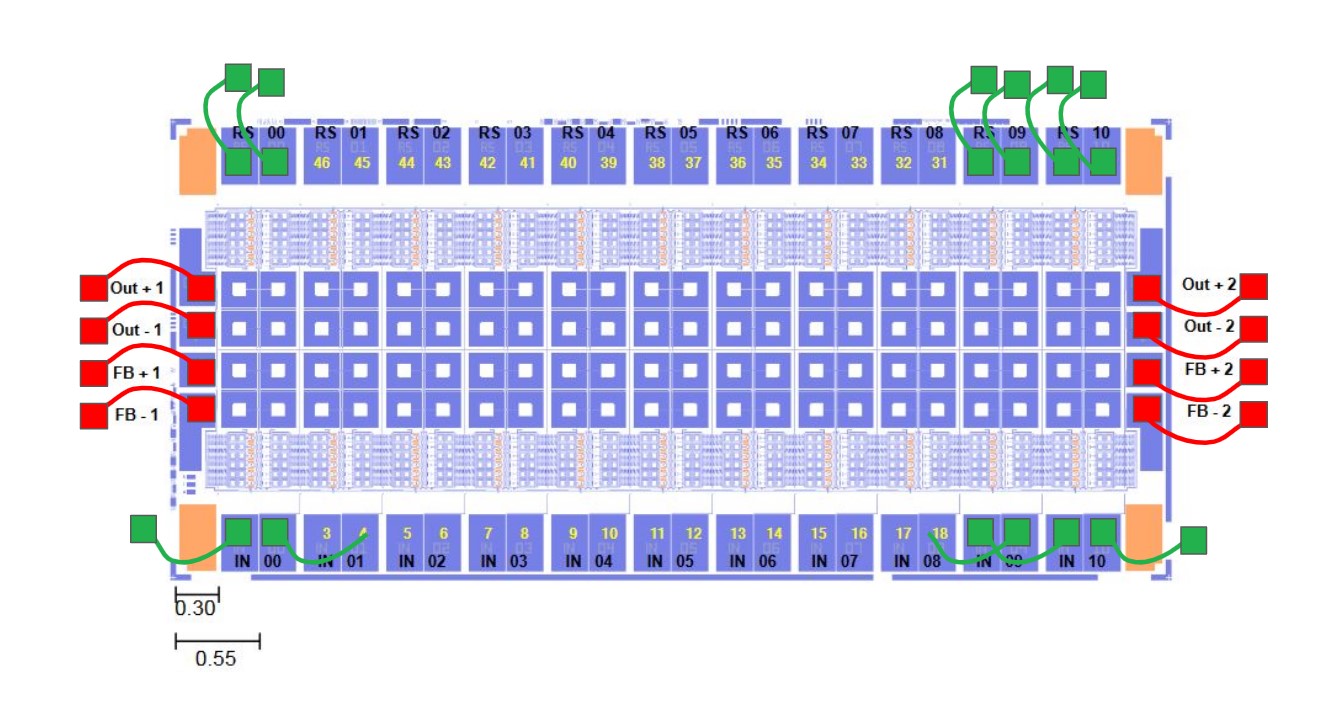 RS 00 RS 01 RS 02 RS 03 RS 04 RS 05 RS 06 RS 07 RS 08 RS 09 RS 10
46 45 44 43 42 41 40 39 38 37 36 35 34 33 32 31
Out + 1 Out + 2
Out - 1 Out - 2
FB + 1 FB + 2
FB - 1 FB - 2
3 4 5 6 7 8 9 10 11 12 13 14 15 16 17 18
IN 00 IN 01 IN 02 IN 03 IN 04 IN 05 IN 06 IN 07 IN 08 IN 09 IN 10
0.30
0.55